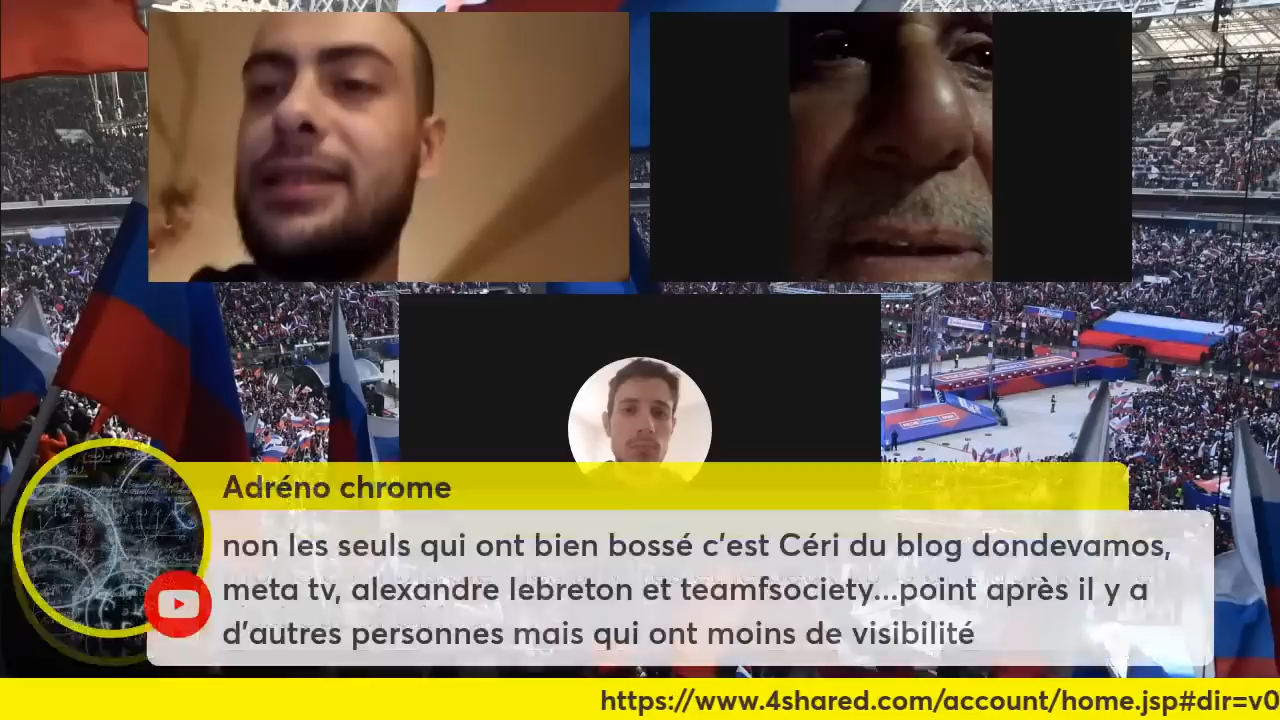 Adréno chrome
non les seuls qui ont bien bossé c'est Céri du blog dondevamos,
meta tv, alexandre lebreton et teamfsociety...point après il y a
d'autres personnes mais qui ont moins de visibilité
https://www.4shared.com/account/home.jsp#dir=v0